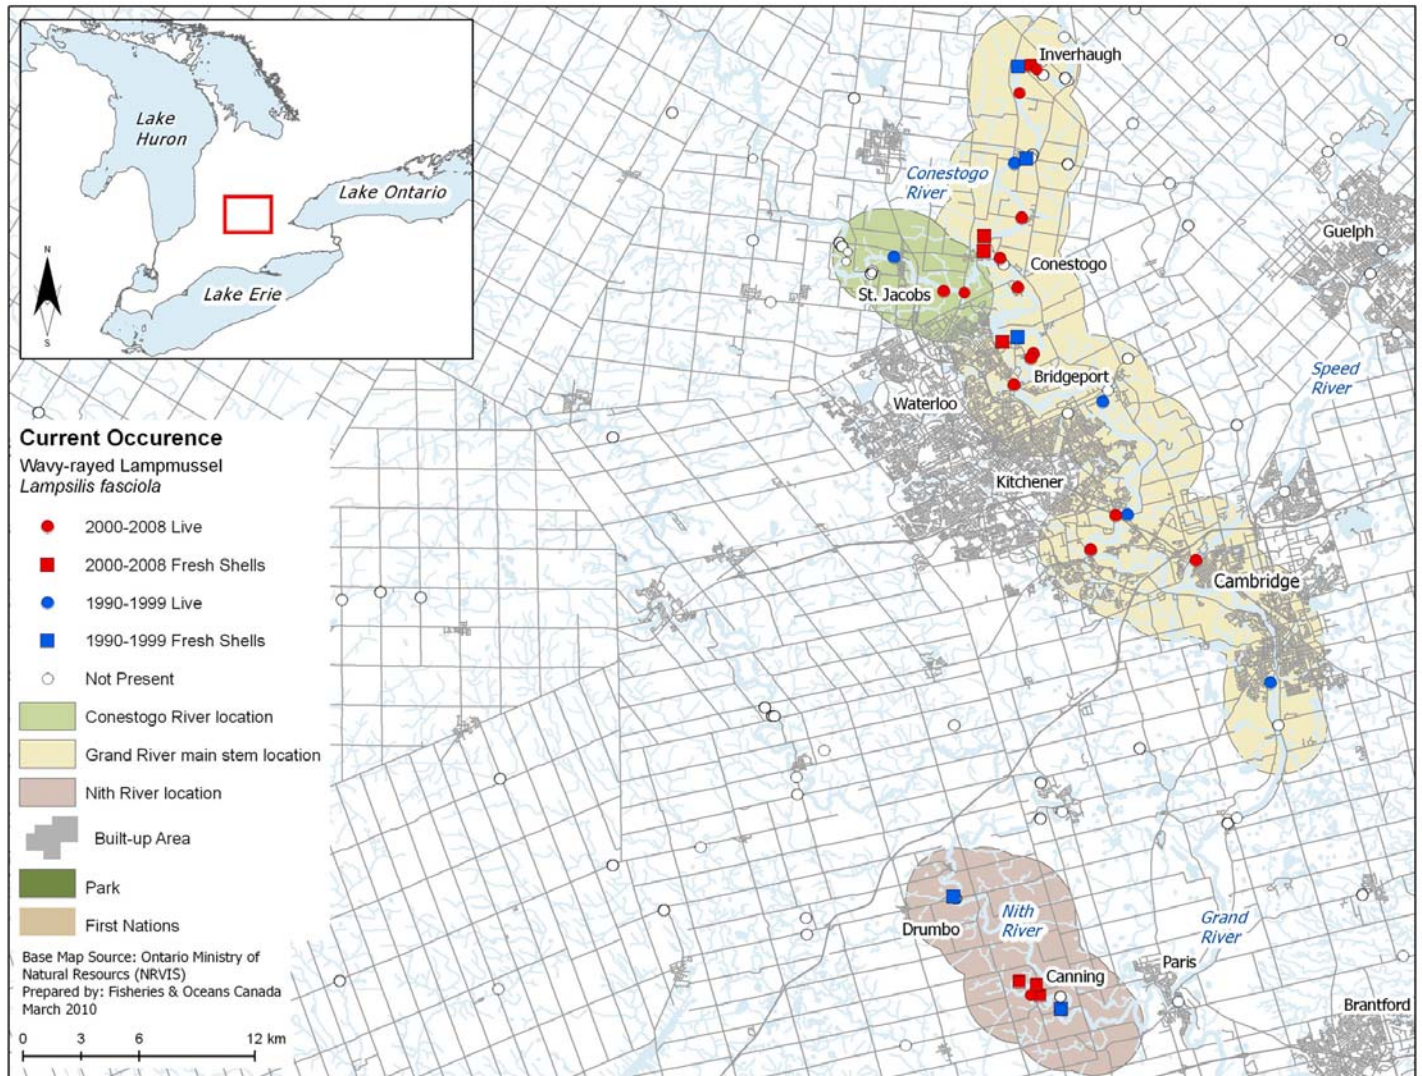 Lake
Huron
Lake Ontario
Lake Erie
N
S
Inverhaugh
Conestogo
River
Guelph
Conestogo
St. Jacobs
Speed
River
Bridgeport
Waterloo
Kitchener
Cambridge
Nith
River
Drumbo
Grand
River
Canning
Paris
Brantford
Current Occurence
Wavy-rayed Lampmussel
Lampsilis fasciola
2000-2008 Live
2000-2008 Fresh Shells
1990-1999 Live
1990-1999 Fresh Shells
Not Present
Conestogo River location
Grand River main stem location
Nith River location
Built-up Area
Park
First Nations
Base Map Source: Ontario Ministry of
Natural Resourcs (NRVIS)
Prepared by: Fisheries & Oceans Canada
March 2010
0 3 6 12 km